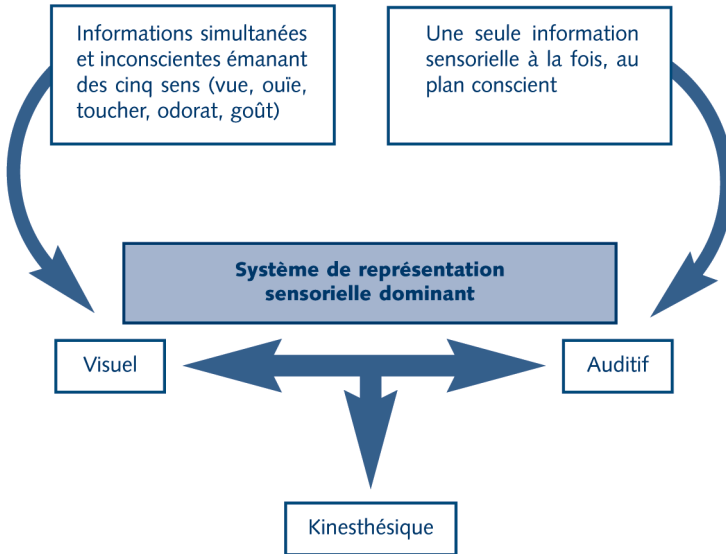 Informations simultanées
et inconscientes émanant
des cinq sens (vue, ouïe,
toucher, odorat, goût)
Une seule information
sensorielle à la fois, au
plan conscient
Système de représentation
sensorielle dominant
Visuel
Auditif
Kinesthésique